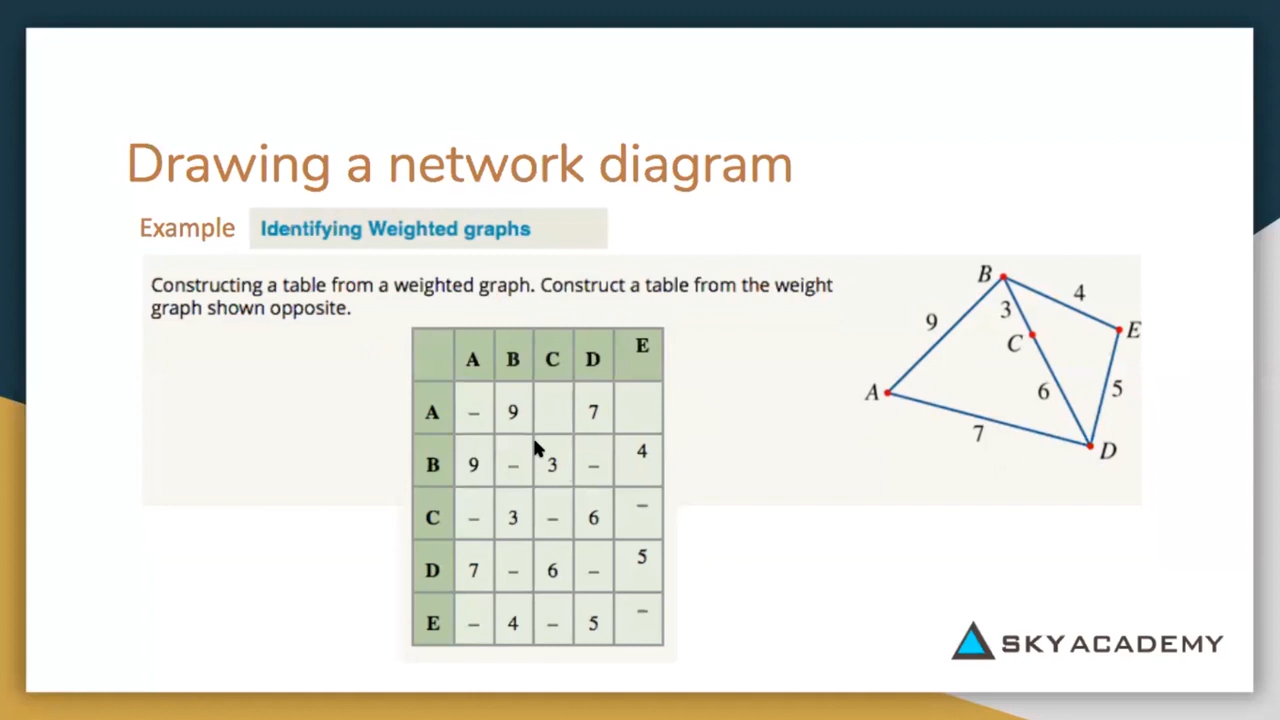 Drawing a network diagram
Example
Identifying Weighted graphs
Constructing a table from a weighted graph. Construct a table from the weight
graph shown opposite.
A B C D E
A – 9 7
B 9 – 3 – 4
C – 3 – 6 –
D 7 – 6 – 5
E – 4 – 5 –
B
4
3
9
E
C
5
6
A
7
D
SKY ACADEMY